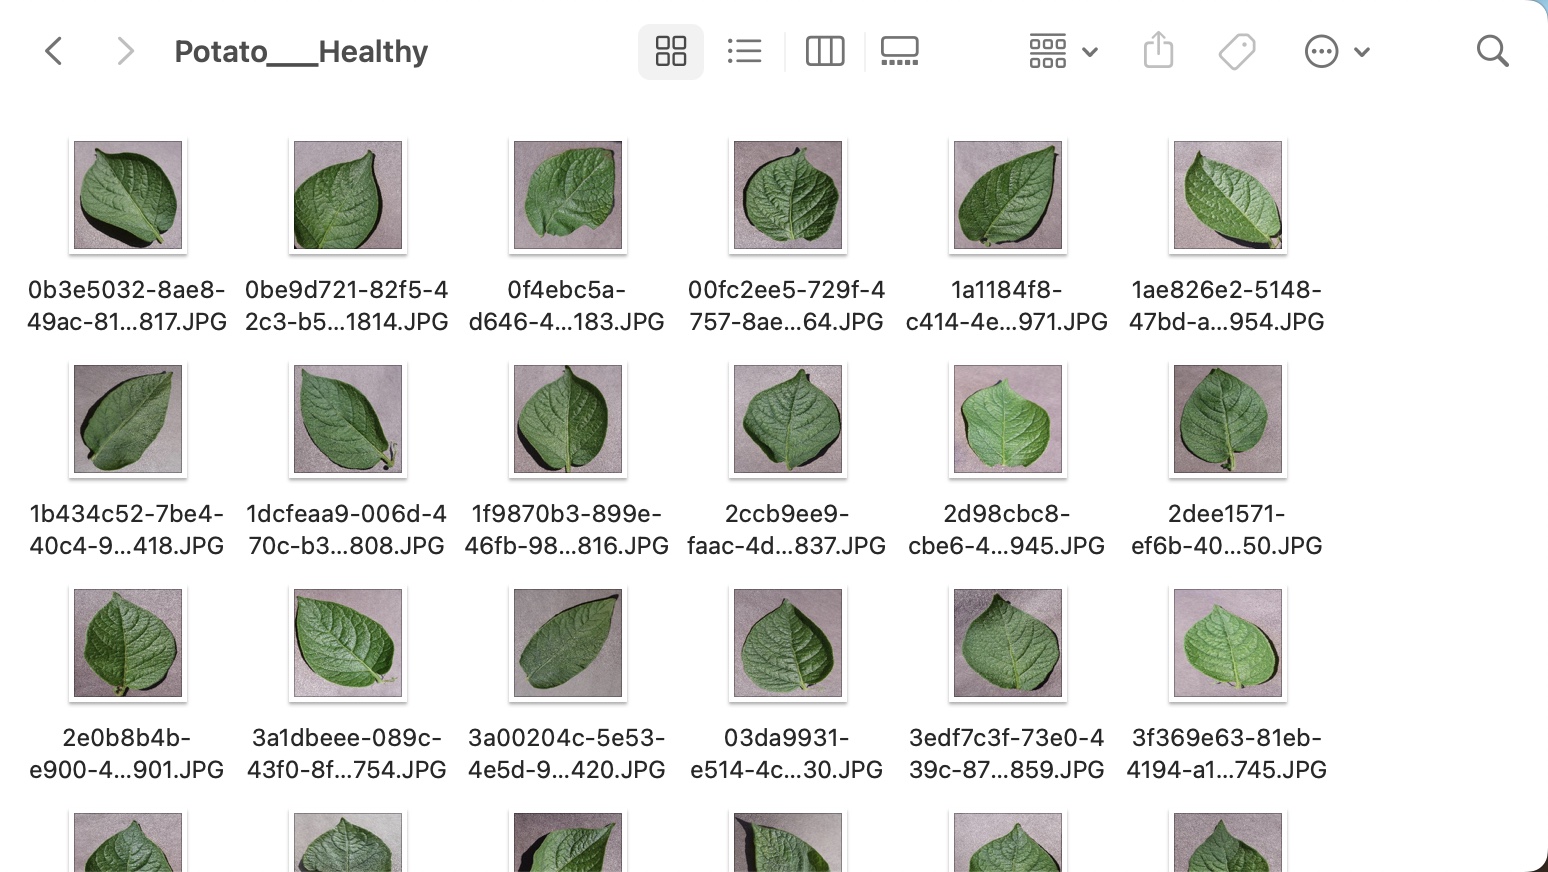 Potato___Healthy
0b3e5032-8ae8-
49ac-81...817.JPG
0be9d721-82f5-4
2c3-b5...1814.JPG
0f4ebc5a-
d646-4...183.JPG
00fc2ee5-729f-4
757-8ae...64.JPG
1a1184f8-
c414-4e...971.JPG
1ae826e2-5148-
47bd-a...954.JPG
1b434c52-7be4-
40c4-9...418.JPG
1dcfeaa9-006d-4
70c-b3...808.JPG
1f9870b3-899e-
46fb-98...816.JPG
2ccb9ee9-
faac-4d...837.JPG
2d98cbc8-
cbe6-4...945.JPG
2dee1571-
ef6b-40...50.JPG
2e0b8b4b-
e900-4...901.JPG
3a1dbeee-089c-
43f0-8f...754.JPG
3a00204c-5e53-
4e5d-9...420.JPG
03da9931-
e514-4c...30.JPG
3edf7c3f-73e0-4
39c-87...859.JPG
3f369e63-81eb-
4194-a1...745.JPG